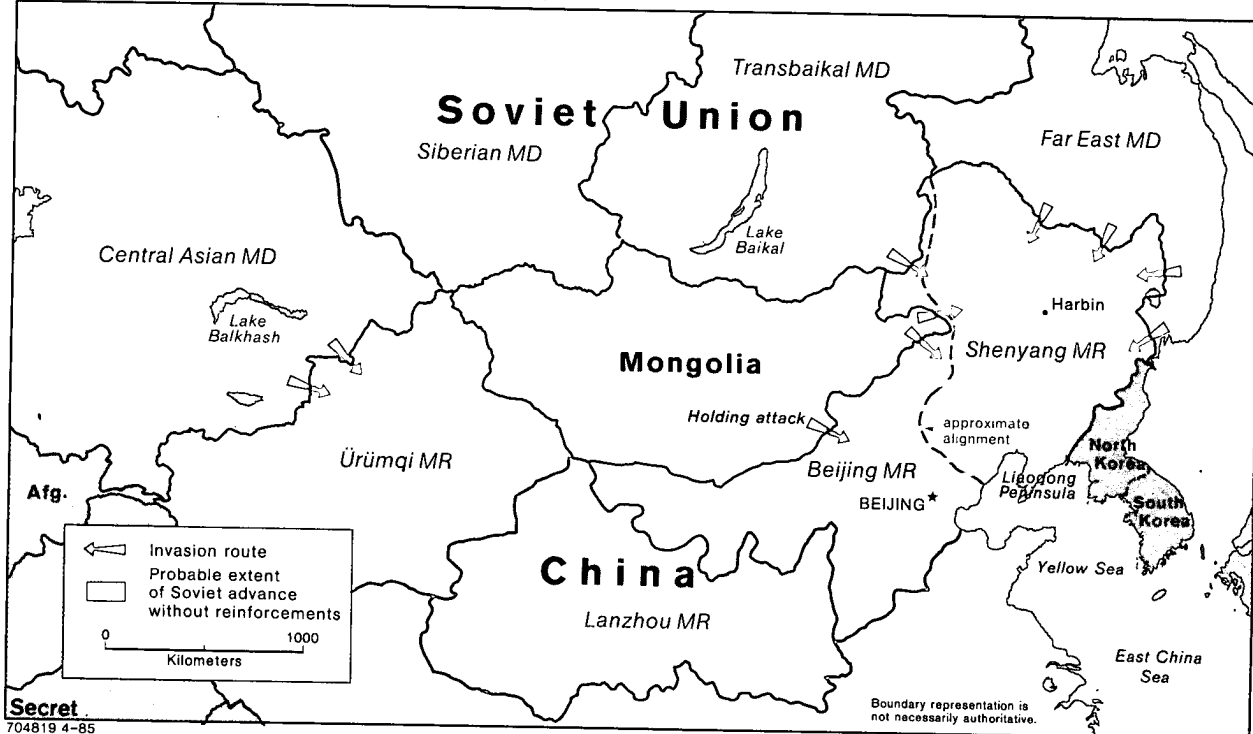 Transbaikal MD
Soviet Union
Siberian MD
Far East MD
Lake
Baikal
Central Asian MD
Lake
Balkhash
Harbin
Shenyang MR
Mongolia
Holding attack
approximate
alignment
North
Korea
Ürümqi MR
Beijing MR
Liaodong
Peninsula
BEIJING
South
Korea
Afg.
Invasion route
Probable extent
of Soviet advance
without reinforcements
0 1000
Kilometers
China
Yellow Sea
Lanzhou MR
East China
Sea
Boundary representation is
not necessarily authoritative.
Secret
704819 4-85